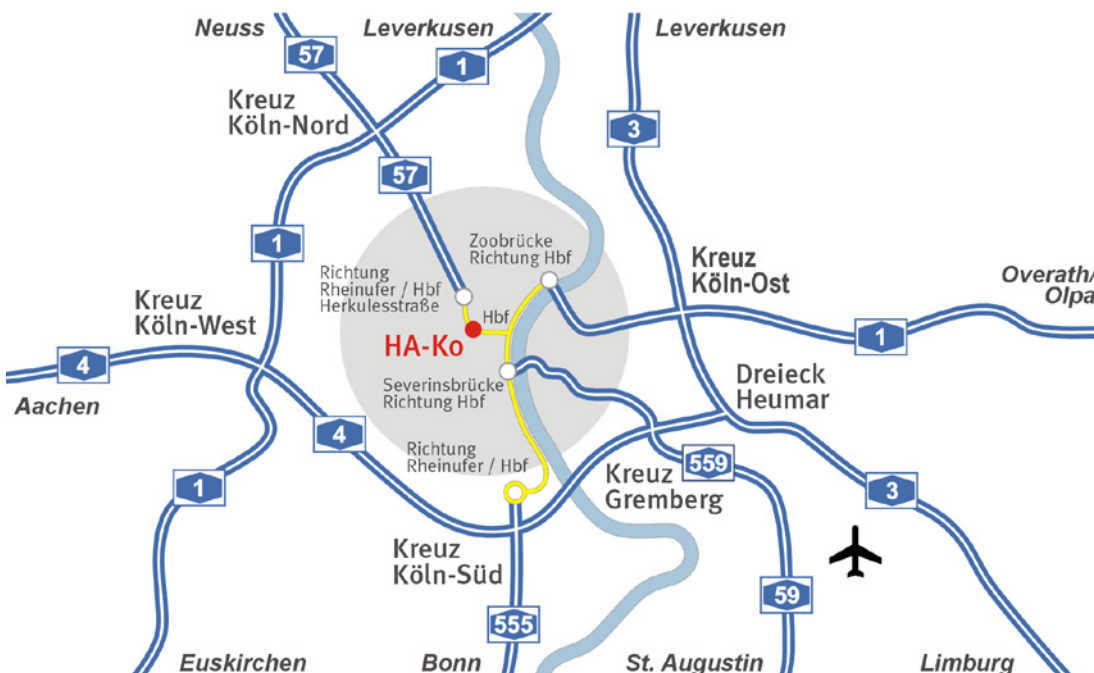 Neuss
Leverkusen
Leverkusen
57
1
Kreuz
Köln-Nord
3
57
1
Zoobrücke
Richtung Hbf
Kreuz
Köln-Ost
Richtung
Rheinufer / Hbf
Herkulesstraße
Overath/
Olpa
Kreuz
Köln-West
Hbf
HA-Ko
1
4
Aachen
Severinsbrücke
Richtung Hbf
Dreieck
Heumar
4
Richtung
Rheinufer / Hbf
559
Kreuz
Gremberg
1
3
Kreuz
Köln-Süd
59
555
Euskirchen
Bonn
St. Augustin
Limburg